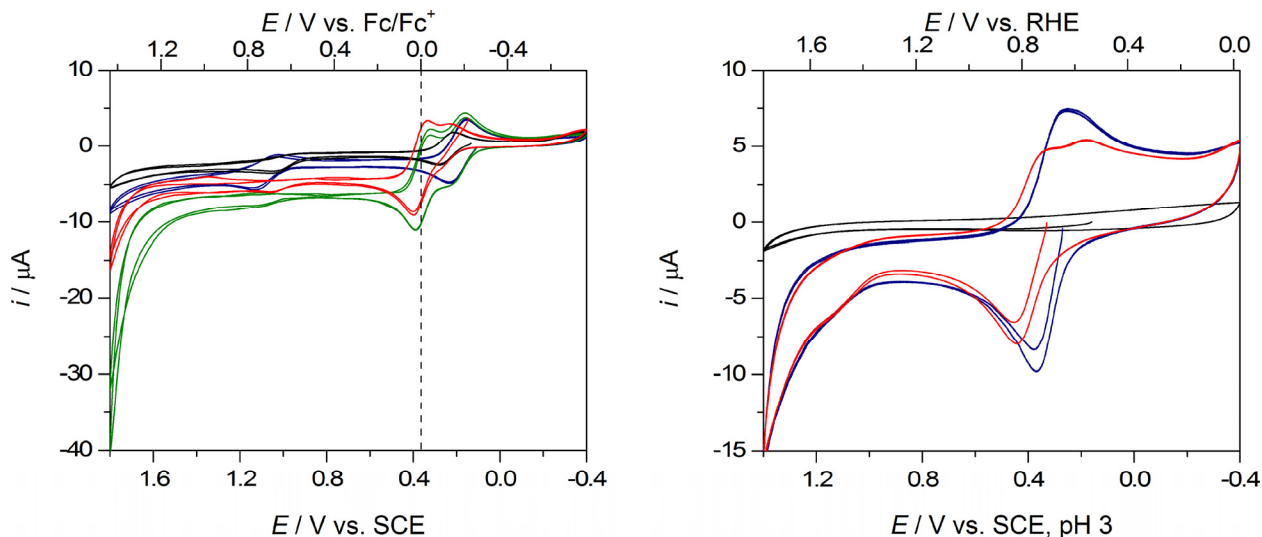 E / V vs. Fc/Fc+
1.2 0.8 0.4 0.0 -0.4
10
0
-10
-20
-30
-40
i / µA
1.6 1.2 0.8 0.4 0.0 -0.4
E / V vs. SCE
E / V vs. RHE
1.6 1.2 0.8 0.4 0.0
10
5
0
-5
-10
-15
i / µA
1.2 0.8 0.4 0.0 -0.4
E / V vs. SCE, pH 3